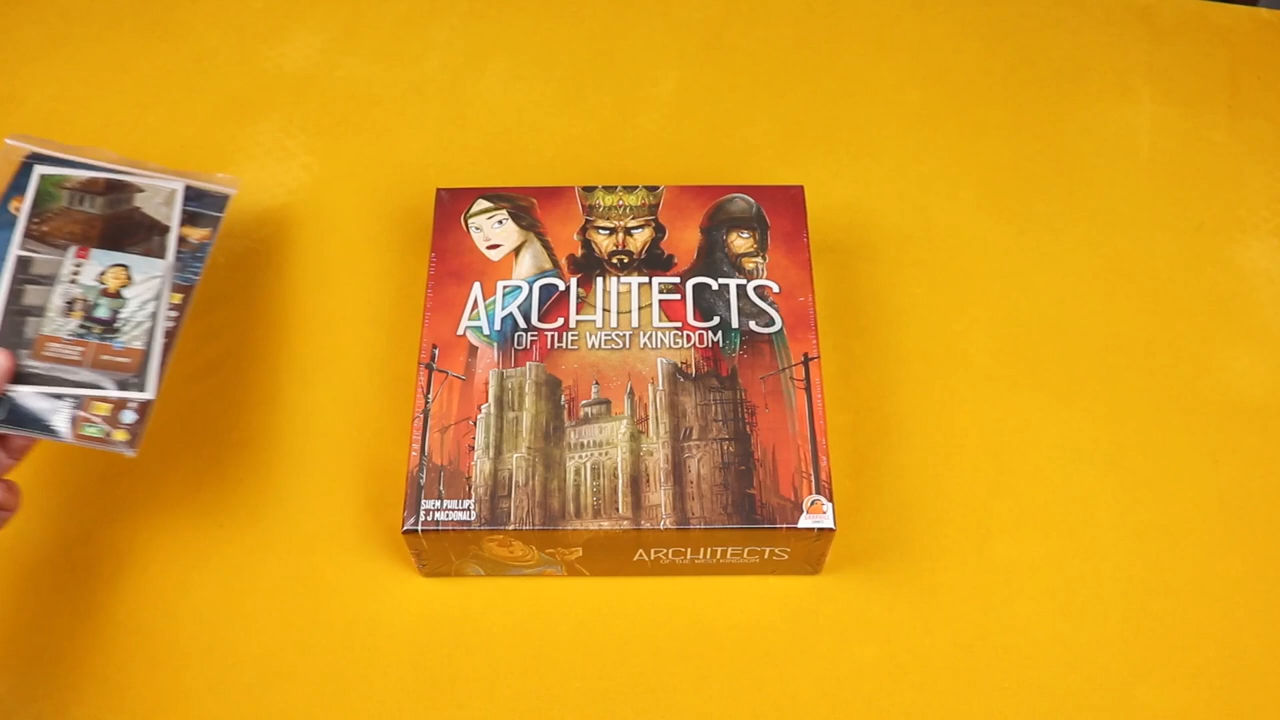 ARCHITECTS
OF THE WEST KINGDOM
SHEM PHILLIPS
S J MACDONALD
ARCHITECTS
OF THE WEST KINGDOM